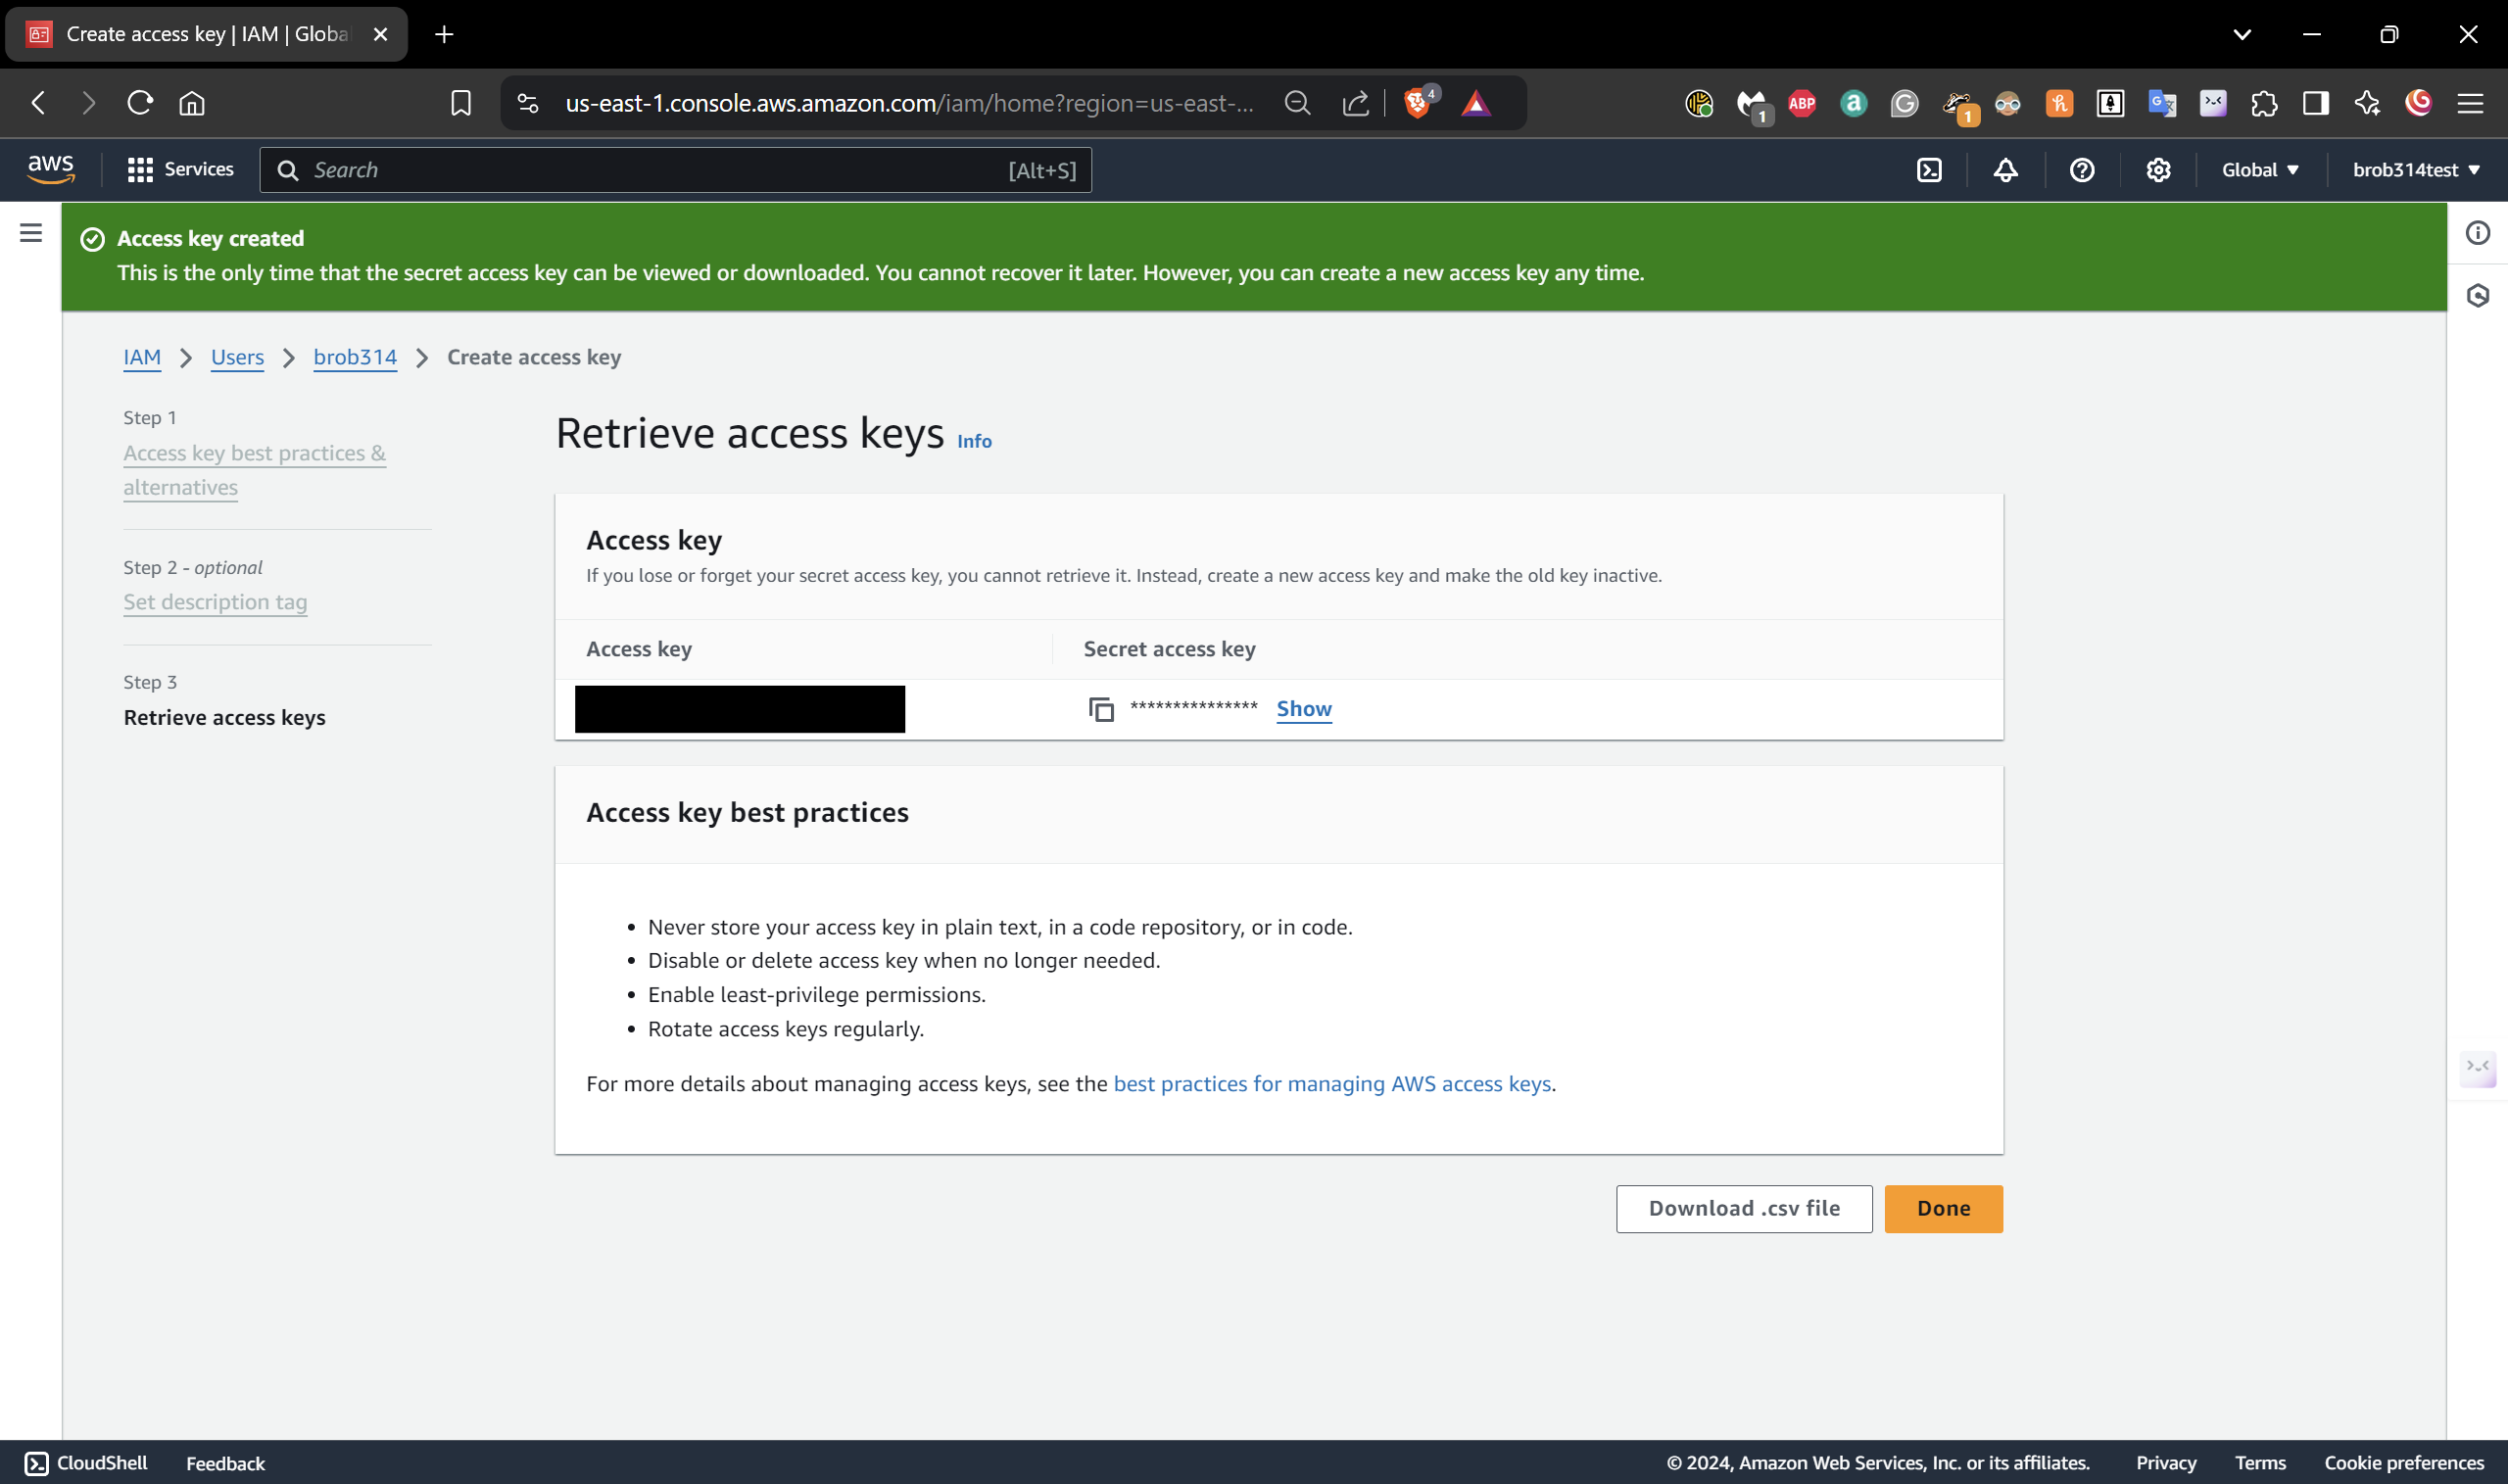 Create access key | IAM | Globa
us-east-1.console.aws.amazon.com/iam/home?region=us-east-...
4
1
ABP
1
aws
Services
Search
[Alt+S]
Global
brob314test
Access key created
This is the only time that the secret access key can be viewed or downloaded. You cannot recover it later. However, you can create a new access key any time.
IAM
Users
brob314
Create access key
Step 1
Access key best practices &
alternatives
Step 2 - optional
Set description tag
Step 3
Retrieve access keys
Retrieve access keys Info
Access key
If you lose or forget your secret access key, you cannot retrieve it. Instead, create a new access key and make the old key inactive.
Access key
Secret access key
*************** Show
Access key best practices
• Never store your access key in plain text, in a code repository, or in code.
• Disable or delete access key when no longer needed.
• Enable least-privilege permissions.
• Rotate access keys regularly.
For more details about managing access keys, see the best practices for managing AWS access keys.
Download .csv file
Done
CloudShell
Feedback
© 2024, Amazon Web Services, Inc. or its affiliates.
Privacy
Terms
Cookie preferences